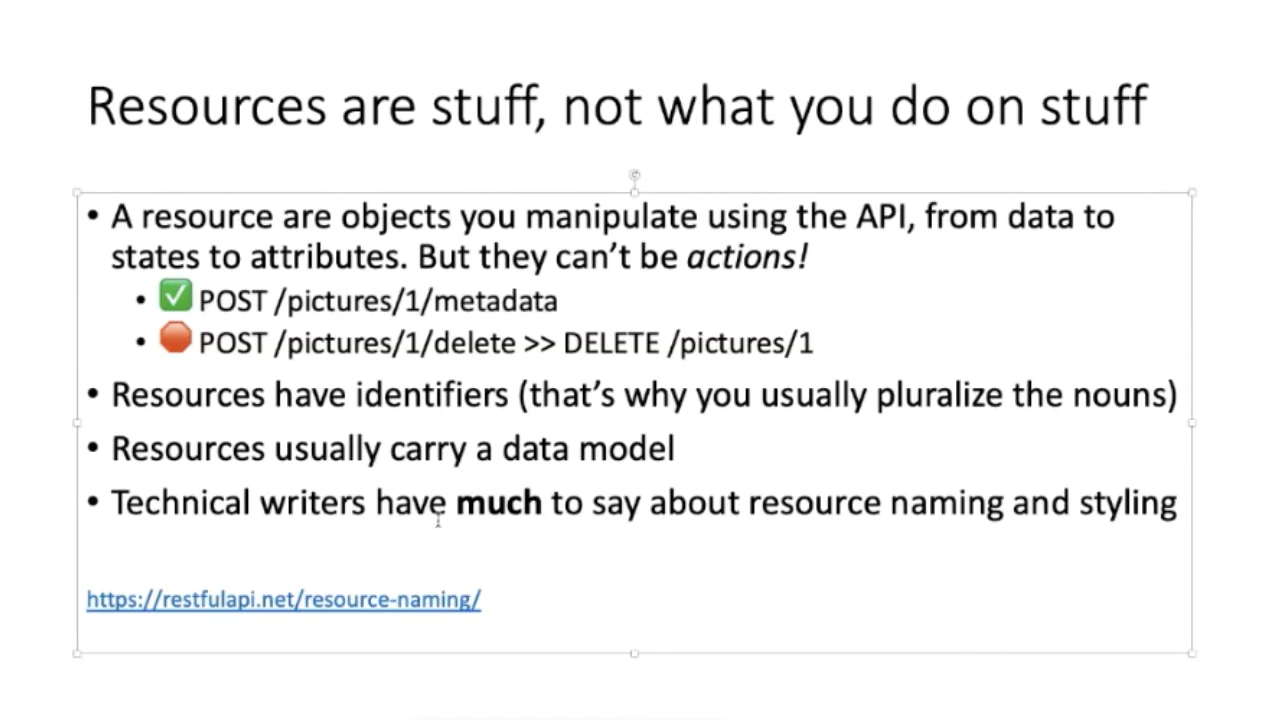 Resources are stuff, not what you do on stuff
• A resource are objects you manipulate using the API, from data to
states to attributes. But they can’t be actions!
• ✅ POST /pictures/1/metadata
• 🛑 POST /pictures/1/delete >> DELETE /pictures/1
• Resources have identifiers (that’s why you usually pluralize the nouns)
• Resources usually carry a data model
• Technical writers have much to say about resource naming and styling
https://restfulapi.net/resource-naming/